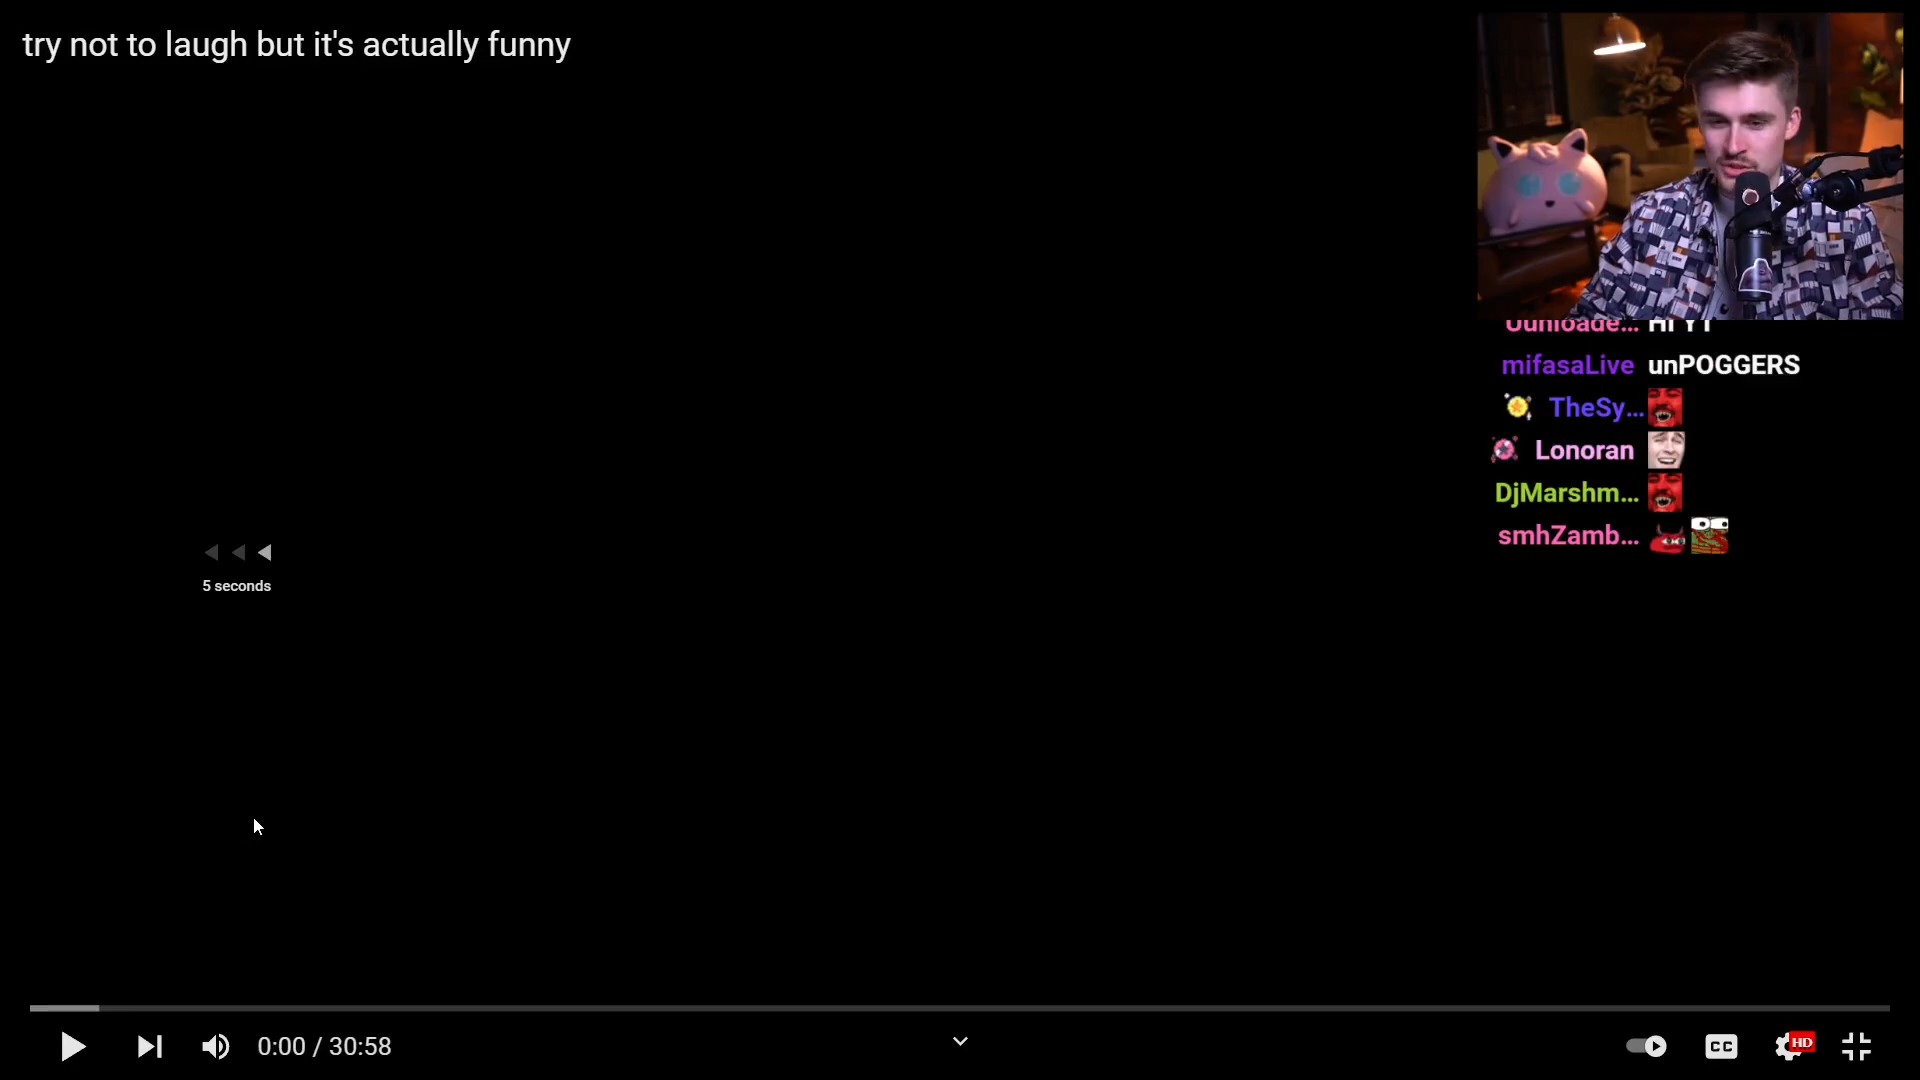 try not to laugh but it's actually funny
mifasaLive unPOGGERS
TheSy...
Lonoran
DjMarshm...
smhZamb...
5 seconds
0:00 / 30:58
CC
HD